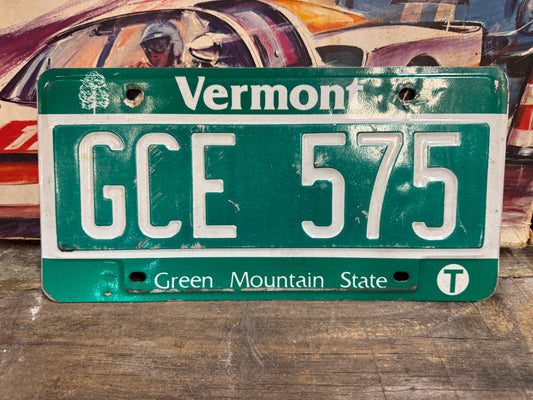 Vermont
GCE 575
Green Mountain State T